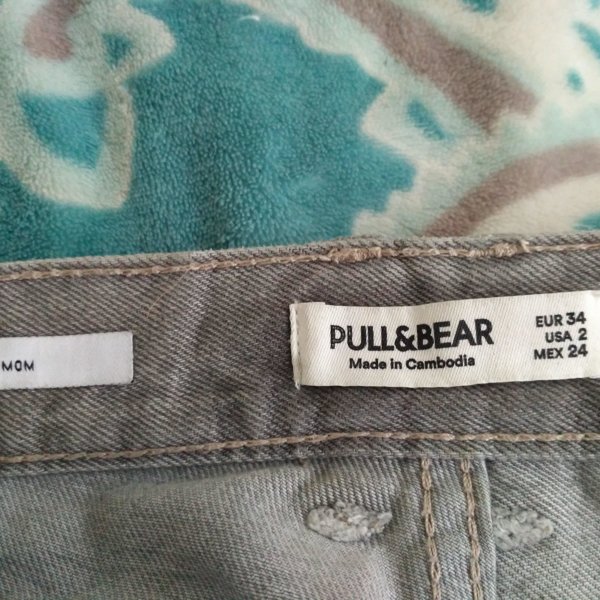 MOM
PULL&BEAR
Made in Cambodia
EUR 34
USA 2
MEX 24